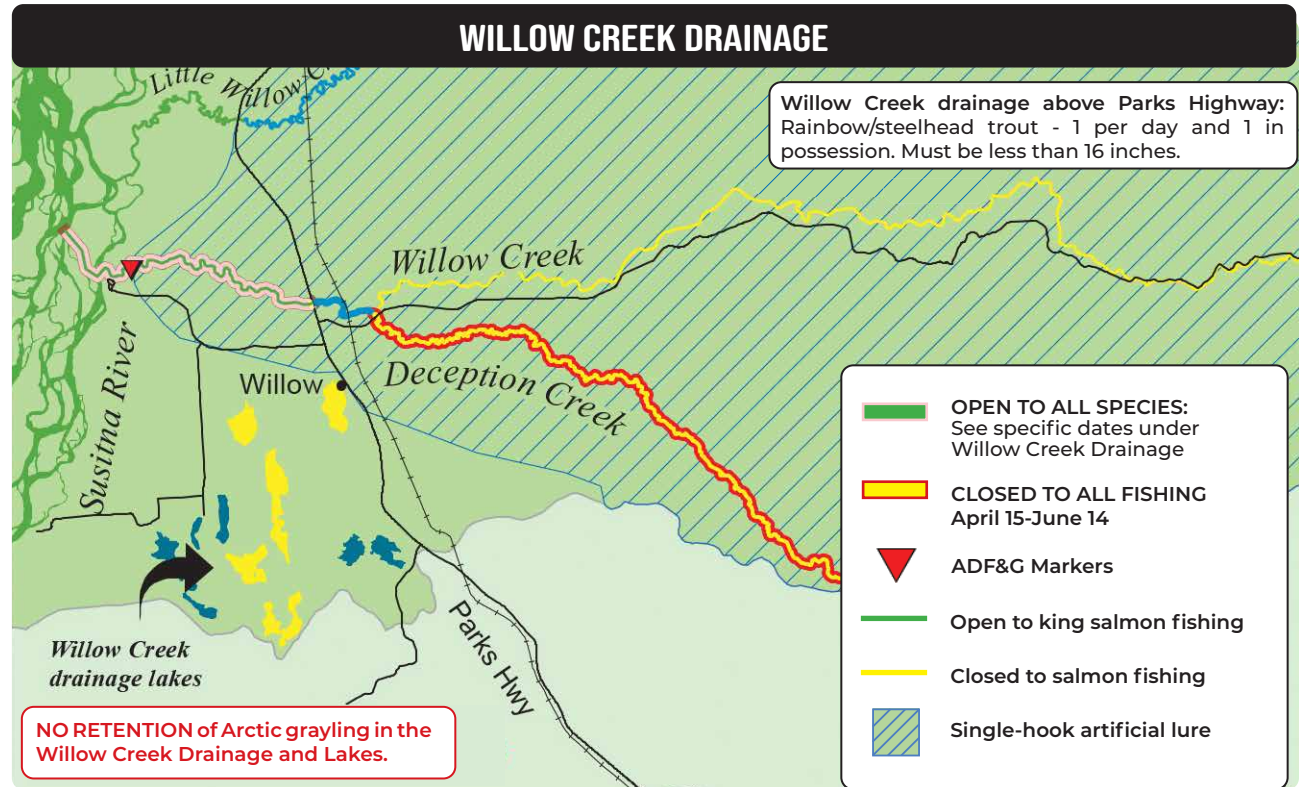 WILLOW CREEK DRAINAGE
Little Willow C
Willow Creek drainage above Parks Highway:
Rainbow/steelhead trout - 1 per day and 1 in
possession. Must be less than 16 inches.
Willow Creek
Susitna River
Willow
Deception Creek
Parks Hwy
Willow Creek
drainage lakes
NO RETENTION of Arctic grayling in the
Willow Creek Drainage and Lakes.
OPEN TO ALL SPECIES:
See specific dates under
Willow Creek Drainage
CLOSED TO ALL FISHING
April 15-June 14
ADF&G Markers
Open to king salmon fishing
Closed to salmon fishing
Single-hook artificial lure